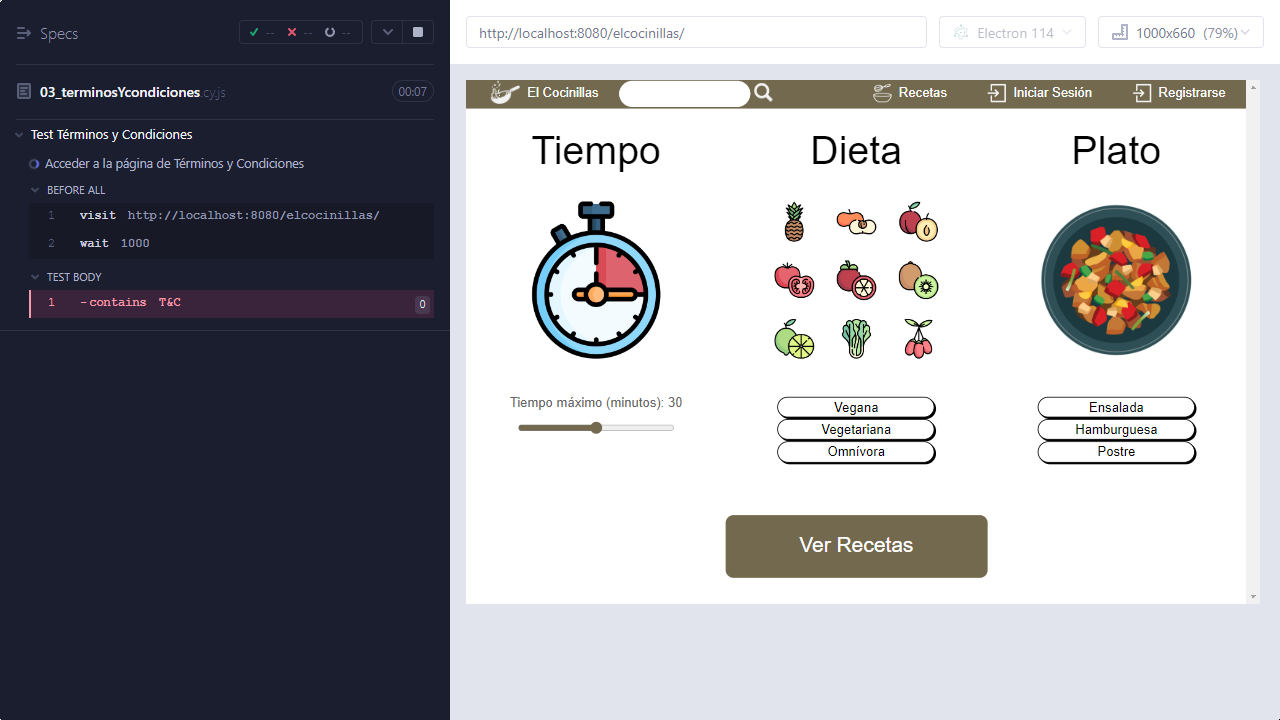 Specs
-- -- --
03_terminosYcondiciones.cy.js 00:07
Test Términos y Condiciones
Acceder a la página de Términos y Condiciones
BEFORE ALL
1 visit http://localhost:8080/elcocinillas/
2 wait 1000
TEST BODY
1 -contains T&C 0
http://localhost:8080/elcocinillas/
Electron 114
1000x660 (79%)
El Cocinillas
Recetas
Iniciar Sesión
Registrarse
Tiempo
Dieta
Plato
Tiempo máximo (minutos): 30
Vegana
Vegetariana
Omnívora
Ensalada
Hamburguesa
Postre
Ver Recetas